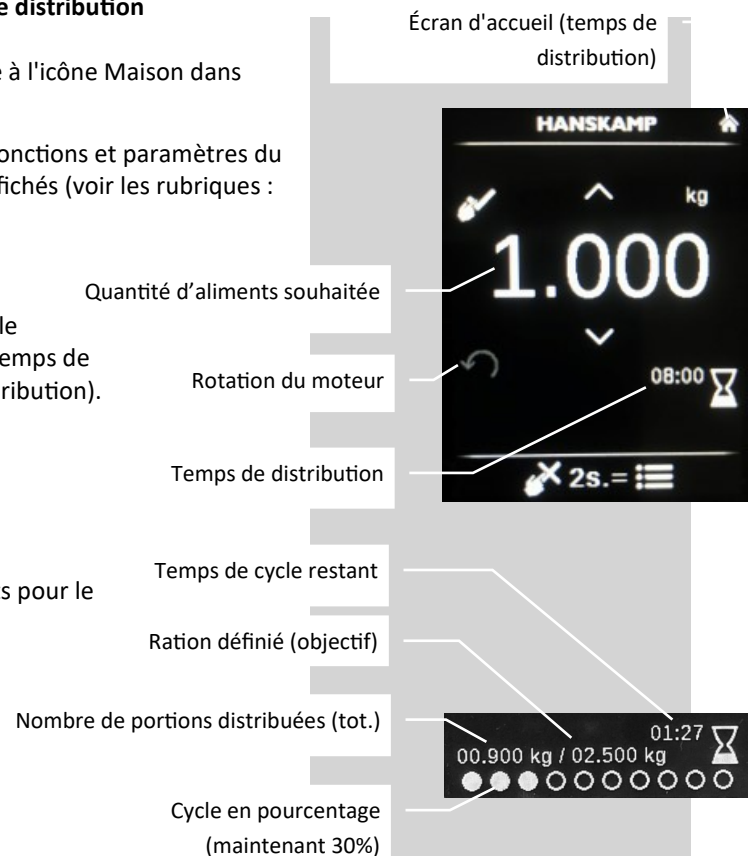 e distribution
Écran d'accueil (temps de
distribution)
e à l'icône Maison dans
HANSKAMP
onctions et paramètres du
fichés (voir les rubriques :
kg
1.000
Quantité d'aliments souhaitée
le
emps de
ribution).
Rotation du moteur
08:00
Temps de distribution
2s.=
Temps de cycle restant
s pour le
Ration définié (objectif)
Nombre de portions distribuées (tot.)
01:27
00.900 kg / 02.500 kg
Cycle en pourcentage
(maintenant 30%)